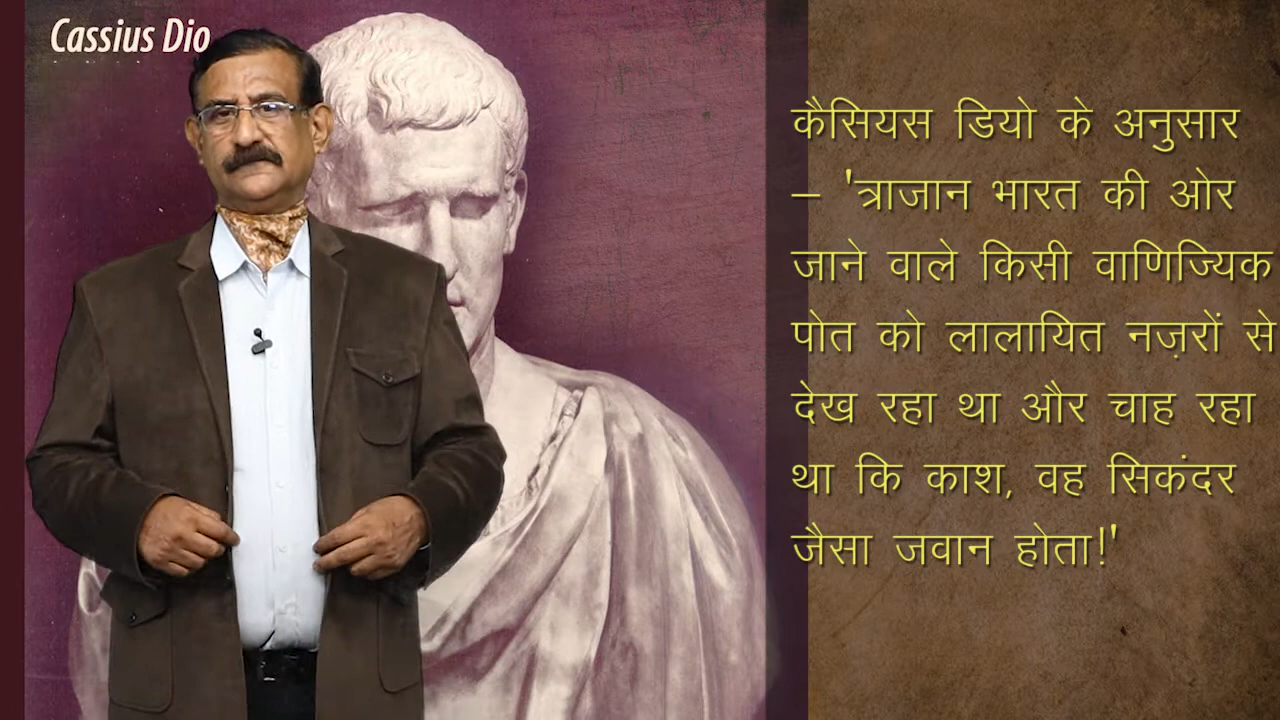 Cassius Dio
कैसियस डियो के अनुसार
– 'त्राजान भारत की ओर
जाने वाले किसी वाणिज्यिक
पोत को लालायित नज़रों से
देख रहा था और चाह रहा
था कि काश, वह सिकंदर
जैसा जवान होता!'